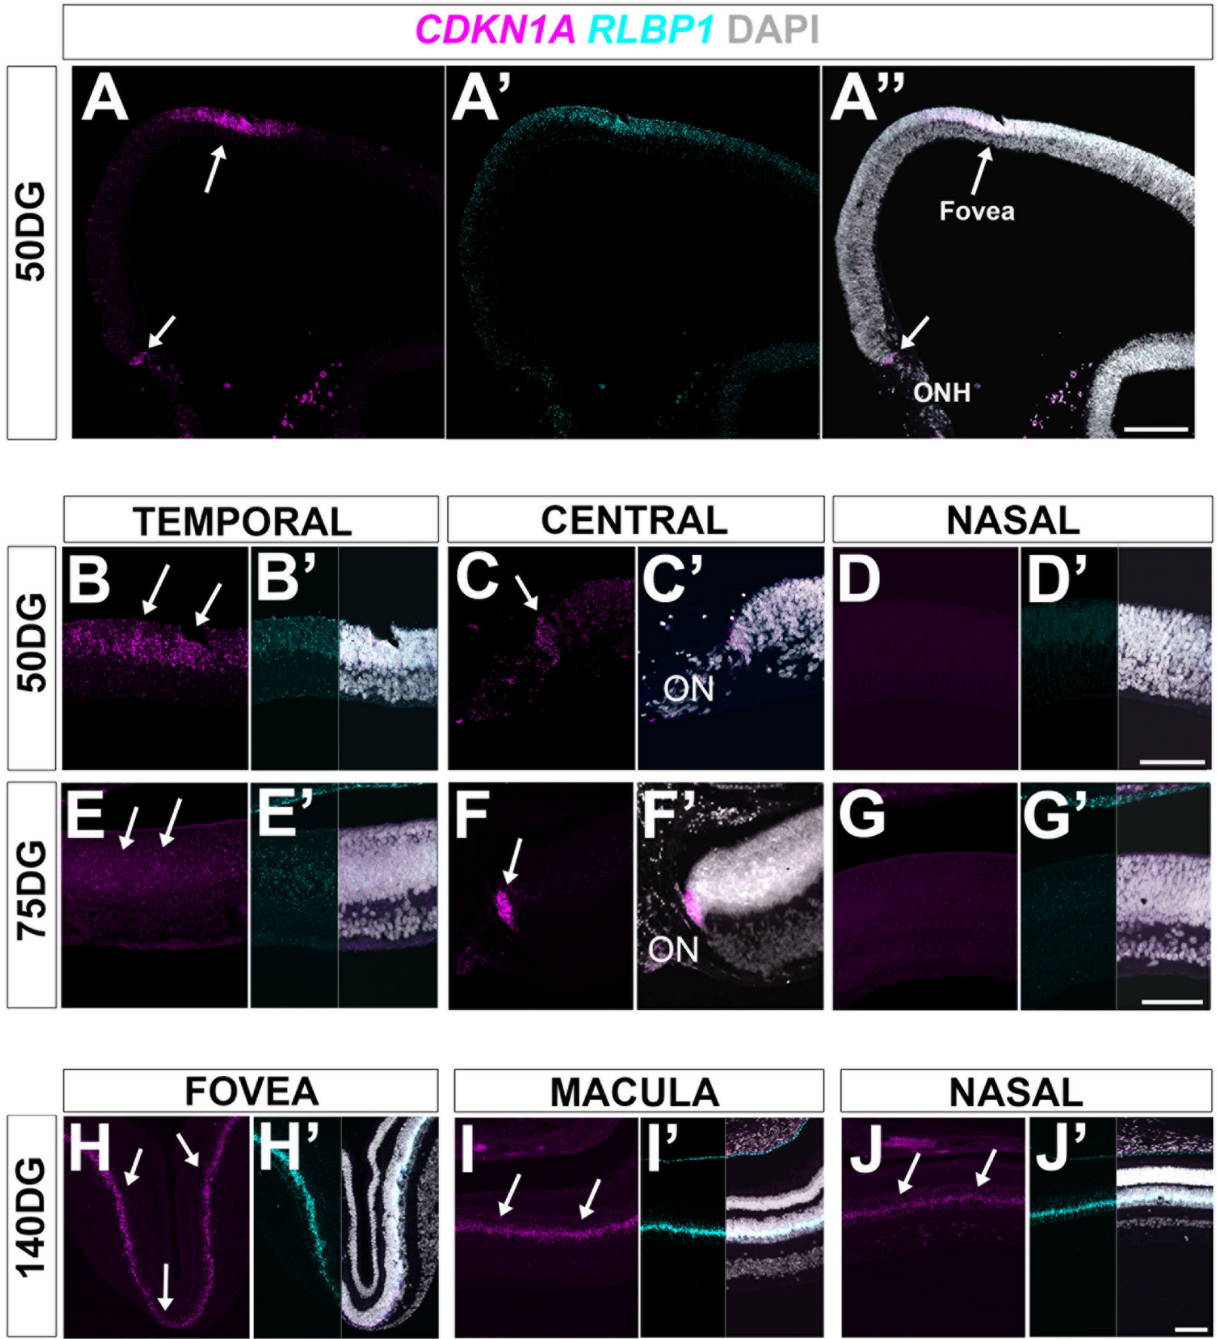 CDKN1A RLBP1 DAPI
50DG
A A’ A’’
Fovea
ONH
TEMPORAL CENTRAL NASAL
50DG
B B’ C C’ D D’
ON
75DG
E E’ F F’ G G’
ON
FOVEA MACULA NASAL
140DG
H H’ I I’ J J’